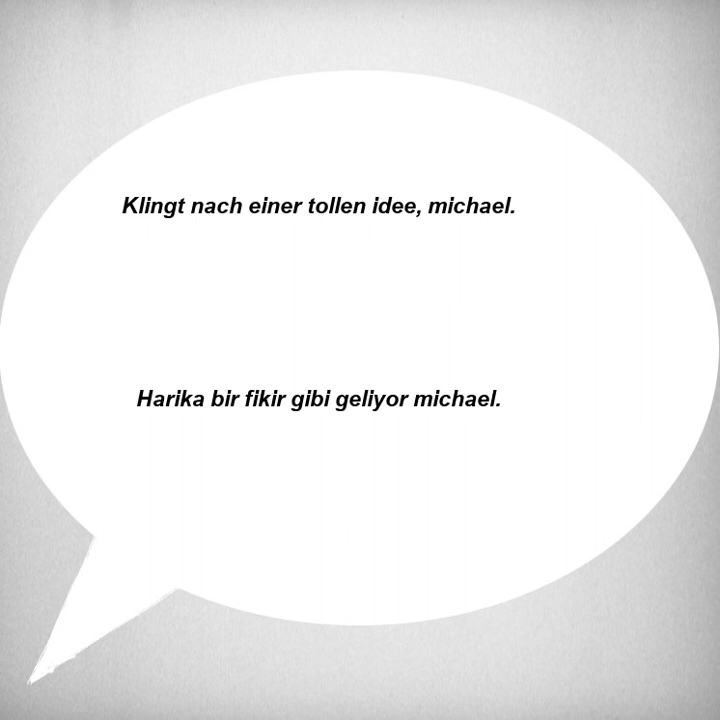 Klingt nach einer tollen idee, michael.
Harika bir fikir gibi geliyor michael.